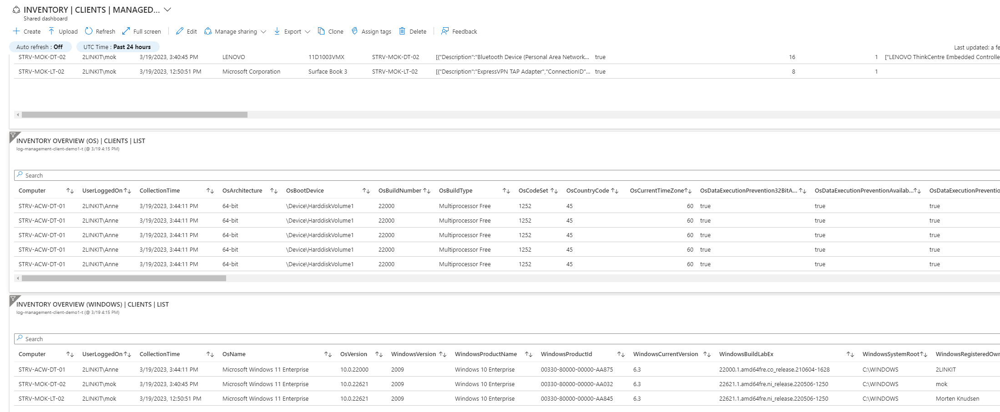 INVENTORY | CLIENTS | MANAGED...
Shared dashboard
Create Upload Refresh Full screen Edit Manage sharing Export Clone Assign tags Delete Feedback
Auto refresh : Off UTC Time : Past 24 hours Last updated: a fe
STRV-MOK-DT-02 2LINKIT\mok 3/19/2023, 3:40:45 PM LENOVO 11D1003VMX STRV-MOK-DT-02 [{"Description":"Bluetooth Device (Personal Area Network... true 16 1 ["LENOVO ThinkCentre Embedded Controlle
STRV-MOK-LT-02 2LINKIT\mok 3/19/2023, 12:50:51 PM Microsoft Corporation Surface Book 3 STRV-MOK-LT-02 [{"Description":"ExpressVPN TAP Adapter","ConnectionID"... true 8 1
INVENTORY OVERVIEW (OS) | CLIENTS | LIST
log-management-client-demo1-t (@ 3/19 4:15 PM)
Search
Computer UserLoggedOn CollectionTime OsArchitecture OsBootDevice OsBuildNumber OsBuildType OsCodeSet OsCountryCode OsCurrentTimeZone OsDataExecutionPrevention32BitA... OsDataExecutionPreventionAvailab... OsDataExecutionPreventio
STRV-ACW-DT-01 2LINKIT\Anne 3/19/2023, 3:44:11 PM 64-bit \Device\HarddiskVolume1 22000 Multiprocessor Free 1252 45 60 true true true
STRV-ACW-DT-01 2LINKIT\Anne 3/19/2023, 3:44:11 PM 64-bit \Device\HarddiskVolume1 22000 Multiprocessor Free 1252 45 60 true true true
STRV-ACW-DT-01 2LINKIT\Anne 3/19/2023, 3:44:11 PM 64-bit \Device\HarddiskVolume1 22000 Multiprocessor Free 1252 45 60 true true true
STRV-ACW-DT-01 2LINKIT\Anne 3/19/2023, 3:44:11 PM 64-bit \Device\HarddiskVolume1 22000 Multiprocessor Free 1252 45 60 true true true
STRV-ACW-DT-01 2LINKIT\Anne 3/19/2023, 3:44:11 PM 64-bit \Device\HarddiskVolume1 22000 Multiprocessor Free 1252 45 60 true true true
INVENTORY OVERVIEW (WINDOWS) | CLIENTS | LIST
log-management-client-demo1-t (@ 3/19 4:15 PM)
Search
Computer UserLoggedOn CollectionTime OsName OsVersion WindowsVersion WindowsProductName WindowsProductId WindowsCurrentVersion WindowsBuildLabEx WindowsSystemRoot WindowsRegisteredOwn
STRV-ACW-DT-01 2LINKIT\Anne 3/19/2023, 3:44:11 PM Microsoft Windows 11 Enterprise 10.0.22000 2009 Windows 10 Enterprise 00330-80000-00000-AA875 6.3 22000.1.amd64fre.co_release.210604-1628 C:\WINDOWS 2LINKIT
STRV-MOK-DT-02 2LINKIT\mok 3/19/2023, 3:40:45 PM Microsoft Windows 11 Enterprise 10.0.22621 2009 Windows 10 Enterprise 00330-80000-00000-AA032 6.3 22621.1.amd64fre.ni_release.220506-1250 C:\WINDOWS mok
STRV-MOK-LT-02 2LINKIT\mok 3/19/2023, 12:50:51 PM Microsoft Windows 11 Enterprise 10.0.22621 2009 Windows 10 Enterprise 00330-80000-00000-AA845 6.3 22621.1.amd64fre.ni_release.220506-1250 C:\WINDOWS Morten Knudsen